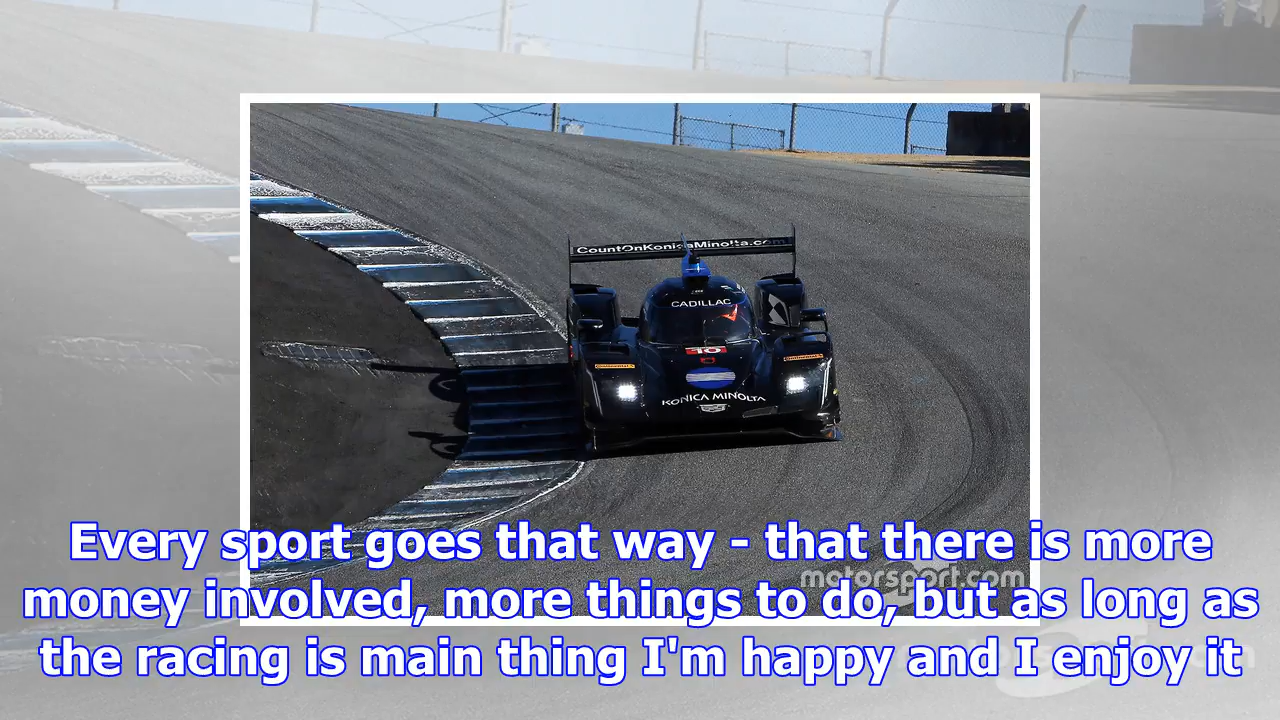 CountOnKonicaMinolta.com
CADILLAC
10
KONICA MINOLTA
motorsport.com
Every sport goes that way - that there is more
money involved, more things to do, but as long as
the racing is main thing I'm happy and I enjoy it